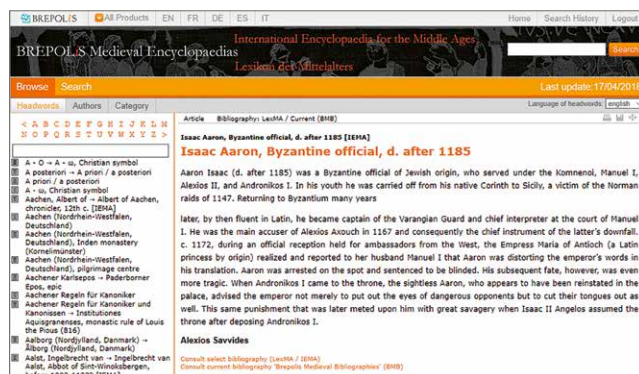 BREPOLiS
All Products
EN FR DE ES IT
Home Search History Logout
BREPOLiS Medieval Encyclopaedias
International Encyclopaedia for the Middle Ages
Lexikon des Mittelalters
Search
Browse Search
Last update:17/04/2018
Headwords Authors Category
Language of headwords: english
< A B C D E F G H I J K L M
N O P Q R S T U V W X Y Z >
A - O → A - ω, Christian symbol
A posteriori → A priori / a posteriori
A priori / a posteriori
A - ω, Christian symbol
Aachen, Albert of → Albert of Aachen,
chronicler, 12th c. [IEMA]
Aachen (Nordrhein-Westfalen,
Deutschland)
Aachen (Nordrhein-Westfalen,
Deutschland), Inden monastery
(Kornelimünster)
Aachen (Nordrhein-Westfalen,
Deutschland), pilgrimage centre
Aachener Karlsepos → Paderborner
Epos, epic
Aachener Regeln für Kanoniker
Aachener Regeln für Kanoniker und
Kanonissen → Institutiones
Aquisgranenses, monastic rule of Louis
the Pious (816)
Aalborg (Nordjylland, Danmark) →
Ålborg (Nordjylland, Danmark)
Aalst, Ingelbrecht van → Ingelbrecht van
Aalst, Abbot of Sint-Winoksbergen,
Article Bibliography: LexMA / Current (BMB)
Isaac Aaron, Byzantine official, d. after 1185 [IEMA]
Isaac Aaron, Byzantine official, d. after 1185
Aaron Isaac (d. after 1185) was a Byzantine official of Jewish origin, who served under the Komnenoi, Manuel I,
Alexios II, and Andronikos I. In his youth he was carried off from his native Corinth to Sicily, a victim of the Norman
raids of 1147. Returning to Byzantium many years
later, by then fluent in Latin, he became captain of the Varangian Guard and chief interpreter at the court of Manuel
I. He was the main accuser of Alexios Axouch in 1167 and consequently the chief instrument of the latter's downfall.
c. 1172, during an official reception held for ambassadors from the West, the Empress Maria of Antioch (a Latin
princess by origin) realized and reported to her husband Manuel I that Aaron was distorting the emperor's words in
his translation. Aaron was arrested on the spot and sentenced to be blinded. His subsequent fate, however, was even
more tragic. When Andronikos I came to the throne, the sightless Aaron, who appears to have been reinstated in the
palace, advised the emperor not merely to put out the eyes of dangerous opponents but to cut their tongues out as
well. This same punishment that was later meted upon him with great savagery when Isaac II Angelos assumed the
throne after deposing Andronikos I.
Alexios Savvides
Consult select bibliography (LexMA / IEMA)
Consult current bibliography 'Brepolis Medieval Bibliographies' (BMB)